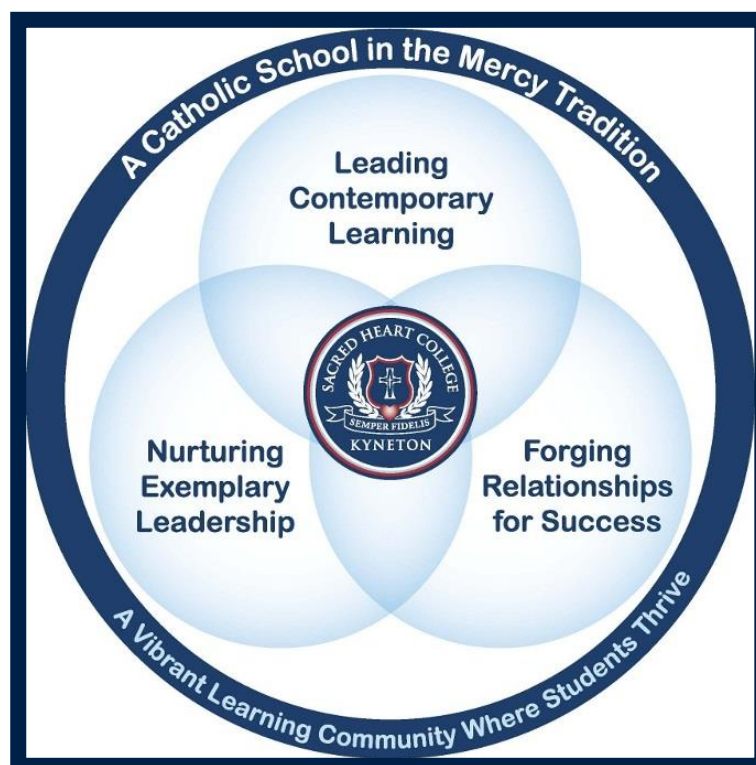 A Catholic School in the Mercy Tradition
Leading
Contemporary
Learning
SACRED HEART COLLEGE
SEMPER FIDELIS
KYNETON
Nurturing
Exemplary
Leadership
Forging
Relationships
for Success
A Vibrant Learning Community Where Students Thrive